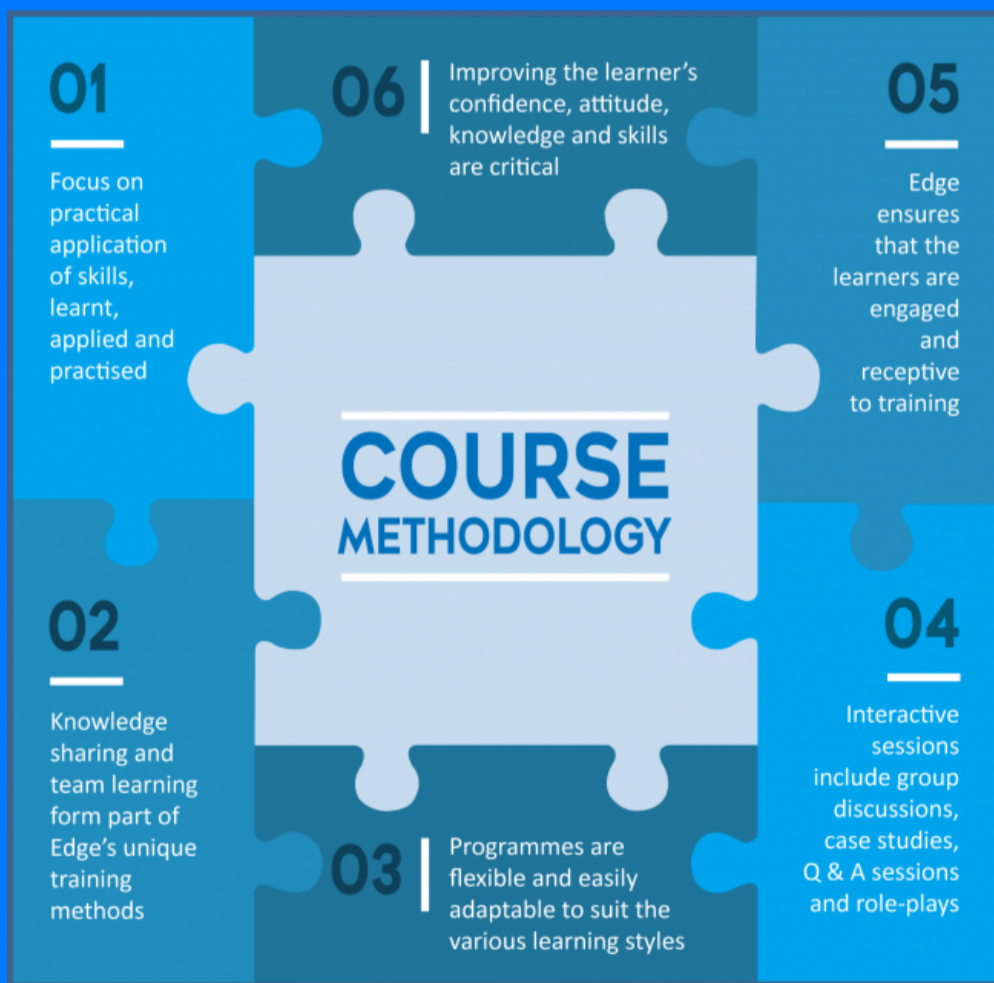 01
Focus on
practical
application
of skills,
learnt,
applied and
practised
02
Knowledge
sharing and
team learning
form part of
Edge's unique
training
methods
03
Programmes are
flexible and easily
adaptable to suit the
various learning styles
04
Interactive
sessions
include group
discussions,
case studies,
Q & A sessions
and role-plays
05
Edge
ensures
that the
learners are
engaged
and
receptive
to training
06
Improving the learner's
confidence, attitude,
knowledge and skills
are critical
COURSE
METHODOLOGY